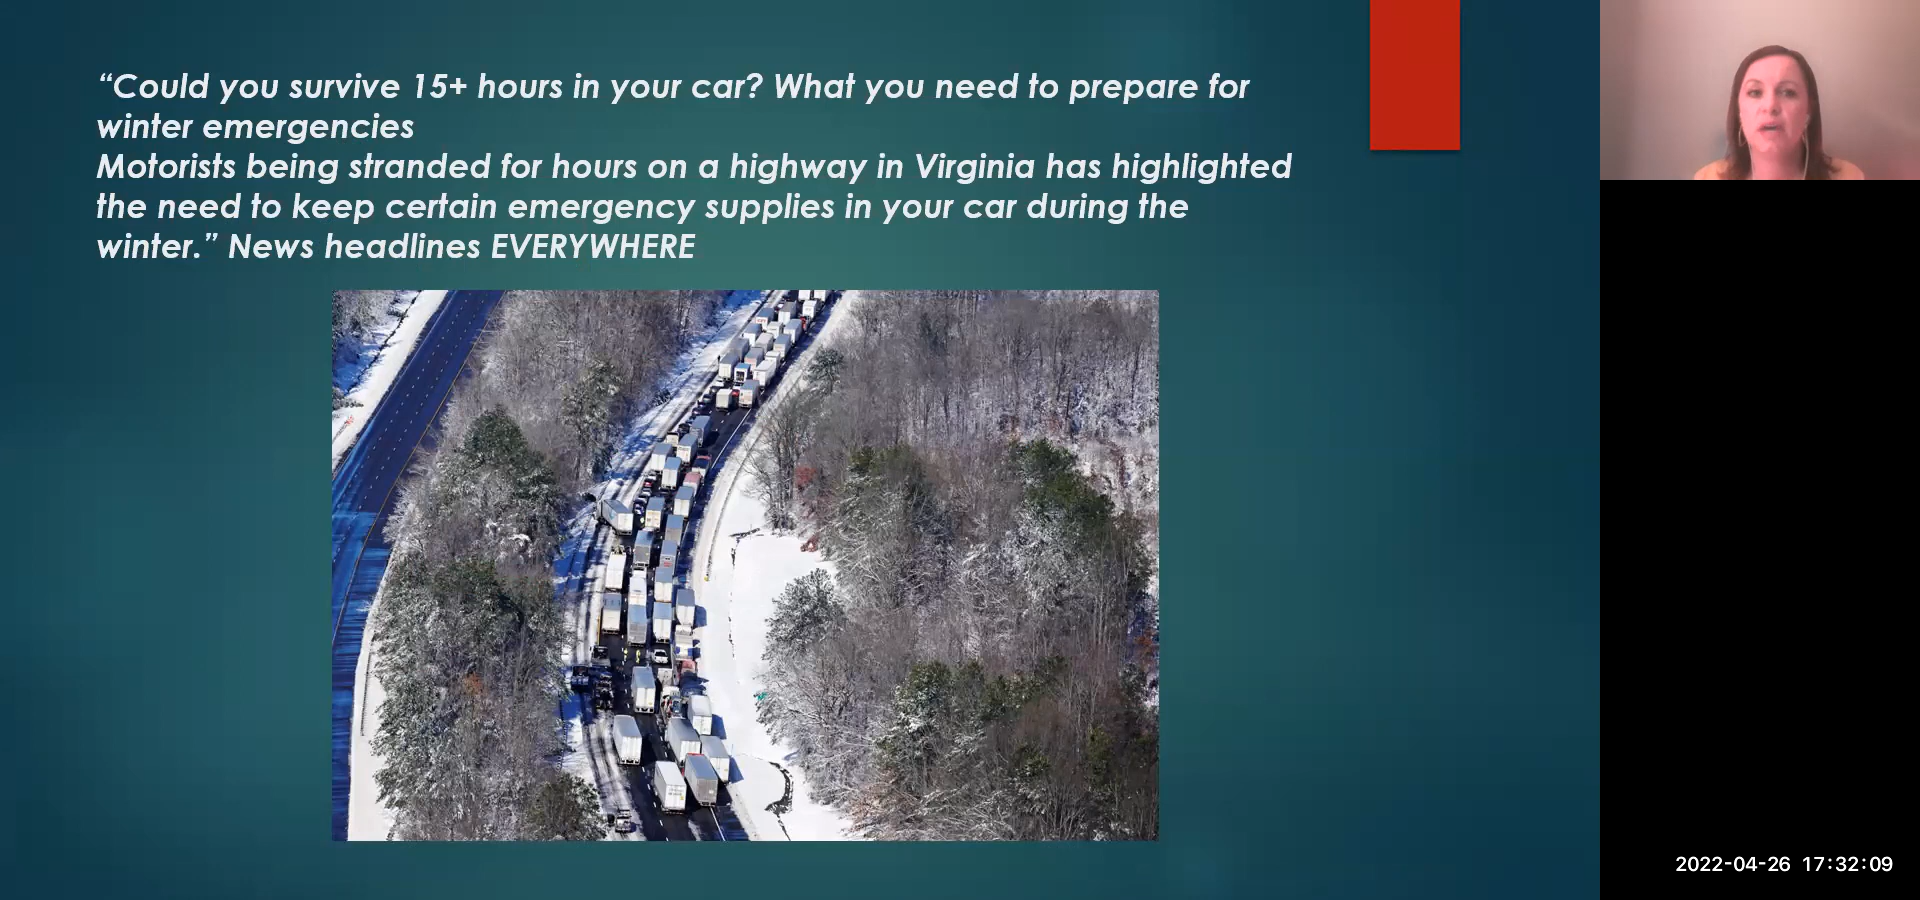 “Could you survive 15+ hours in your car? What you need to prepare for
winter emergencies
Motorists being stranded for hours on a highway in Virginia has highlighted
the need to keep certain emergency supplies in your car during the
winter.” News headlines EVERYWHERE
2022-04-26 17:32:09